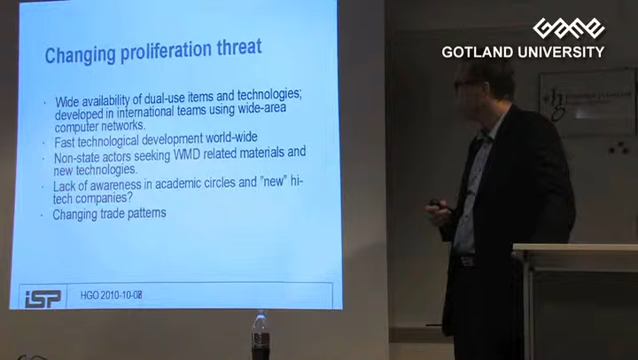 GAME
GOTLAND UNIVERSITY
Changing proliferation threat
· Wide availability of dual-use items and technologies;
developed in international teams using wide-area
computer networks.
· Fast technological development world-wide
· Non-state actors seeking WMD related materials and
new technologies.
· Lack of awareness in academic circles and "new" hi-
tech companies?
· Changing trade patterns
iSP
HGO 2010-10-08